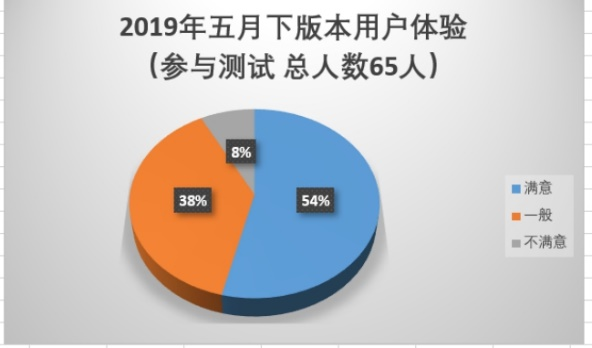 2019年五月下版本用户体验
（参与测试 总人数65人）
8%
38%
54%
满意
一般
不满意